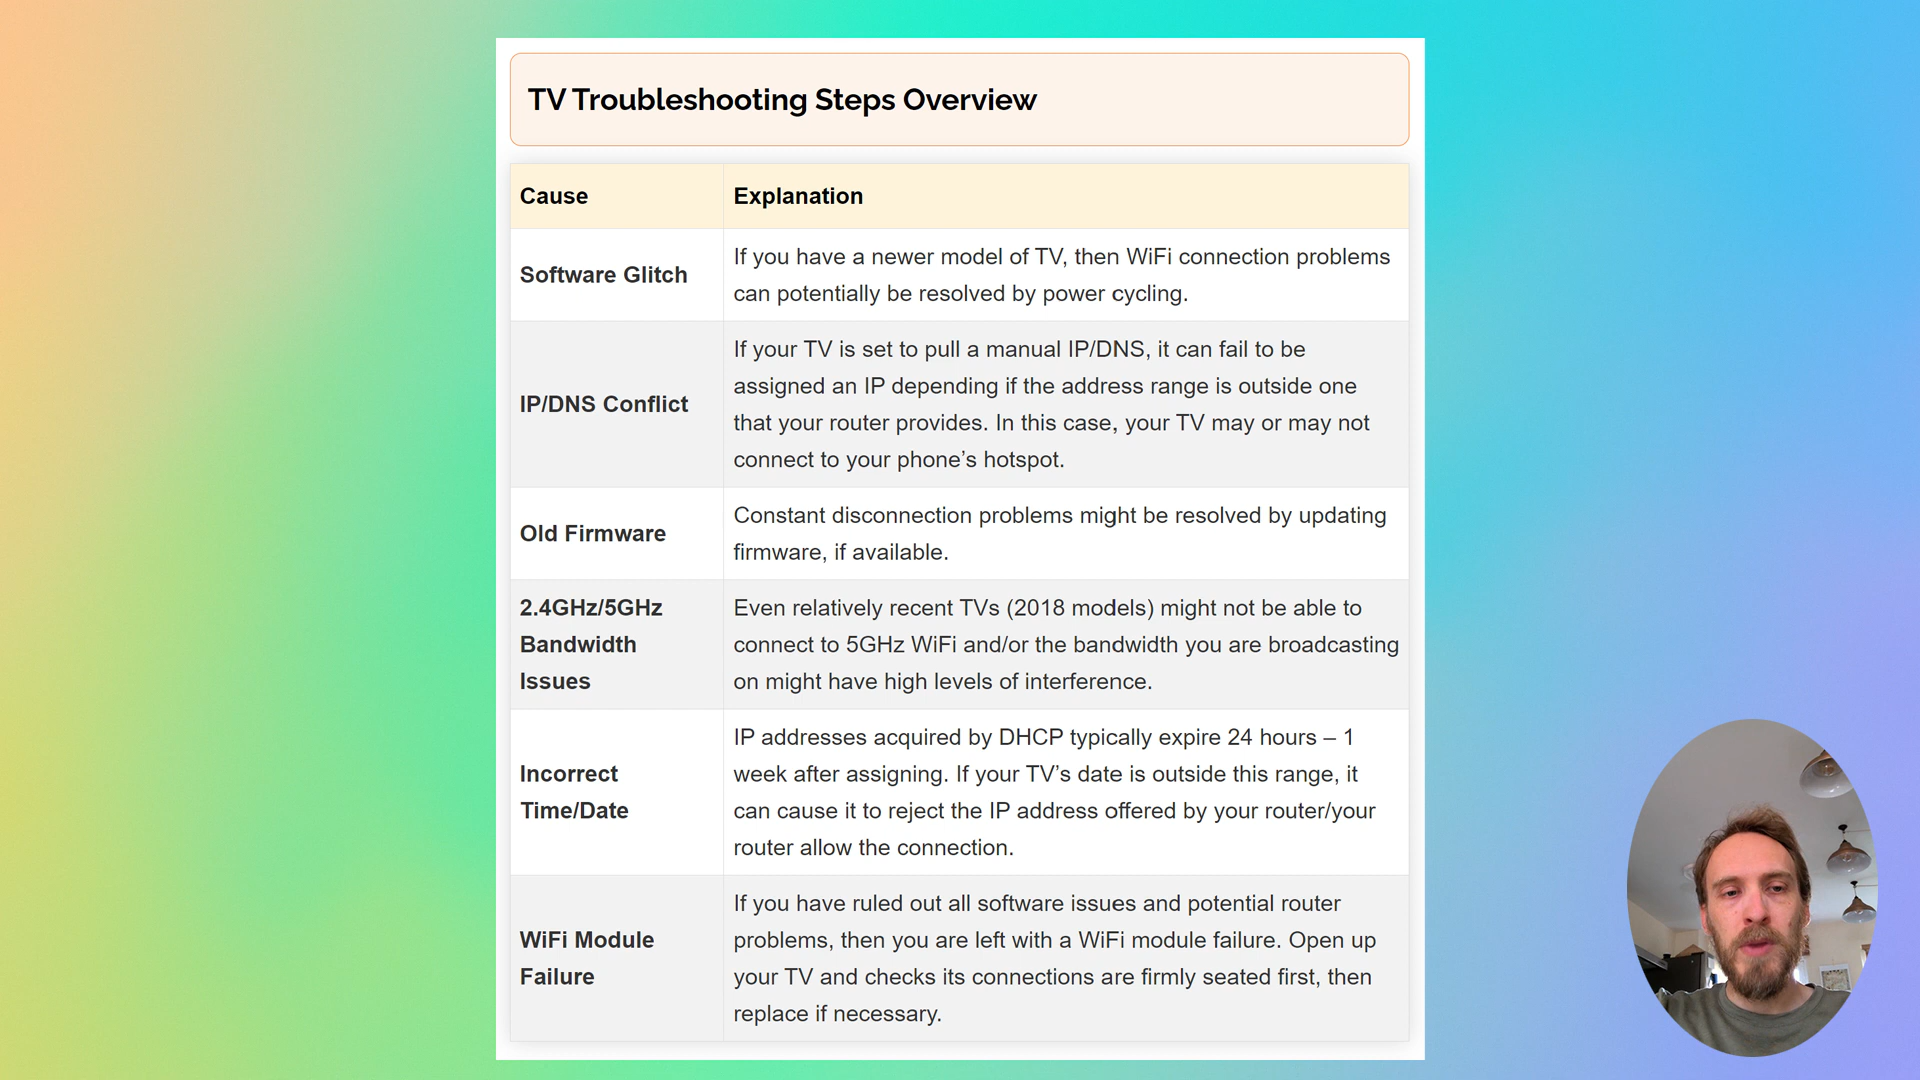 TV Troubleshooting Steps Overview
Cause
Explanation
Software Glitch
If you have a newer model of TV, then WiFi connection problems
can potentially be resolved by power cycling.
IP/DNS Conflict
If your TV is set to pull a manual IP/DNS, it can fail to be
assigned an IP depending if the address range is outside one
that your router provides. In this case, your TV may or may not
connect to your phone’s hotspot.
Old Firmware
Constant disconnection problems might be resolved by updating
firmware, if available.
2.4GHz/5GHz
Bandwidth
Issues
Even relatively recent TVs (2018 models) might not be able to
connect to 5GHz WiFi and/or the bandwidth you are broadcasting
on might have high levels of interference.
Incorrect
Time/Date
IP addresses acquired by DHCP typically expire 24 hours – 1
week after assigning. If your TV’s date is outside this range, it
can cause it to reject the IP address offered by your router/your
router allow the connection.
WiFi Module
Failure
If you have ruled out all software issues and potential router
problems, then you are left with a WiFi module failure. Open up
your TV and checks its connections are firmly seated first, then
replace if necessary.